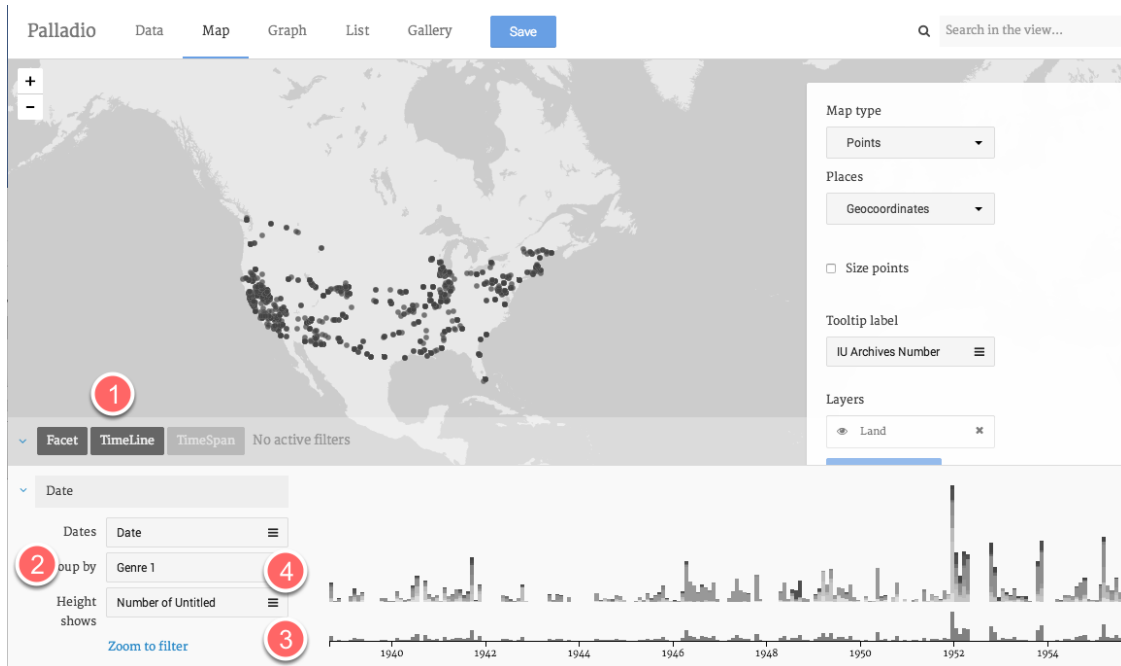 Palladio Data Map Graph List Gallery Save Search in the view...
+
-
Map type
Points
Places
Geocoordinates
Size points
Tooltip label
IU Archives Number
Layers
Land
1
Facet TimeLine TimeSpan No active filters
Date
Dates Date
2 oup by Genre 1 4
Height shows Number of Untitled
Zoom to filter 3
1940 1942 1944 1946 1948 1950 1952 1954